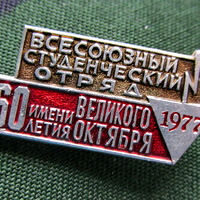 ВСЕСОЮЗНЫЙ
СТУДЕНЧЕСКИЙ
ОТРЯД
60 ИМЕНИ ВЕЛИКОГО
ЛЕТИЯ ОКТЯБРЯ 1977